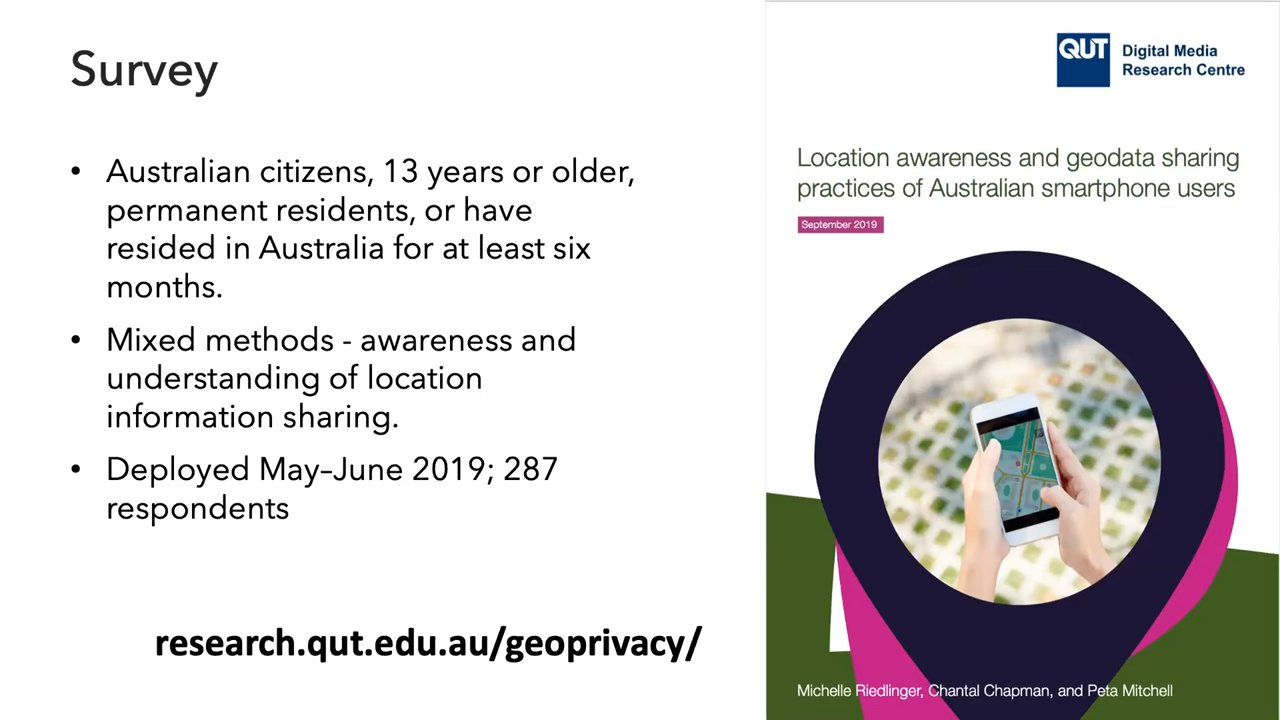 Survey
• Australian citizens, 13 years or older,
permanent residents, or have
resided in Australia for at least six
months.
• Mixed methods - awareness and
understanding of location
information sharing.
• Deployed May–June 2019; 287
respondents
research.qut.edu.au/geoprivacy/
QUT
Digital Media
Research Centre
Location awareness and geodata sharing
practices of Australian smartphone users
September 2019
Michelle Riedlinger, Chantal Chapman, and Peta Mitchell